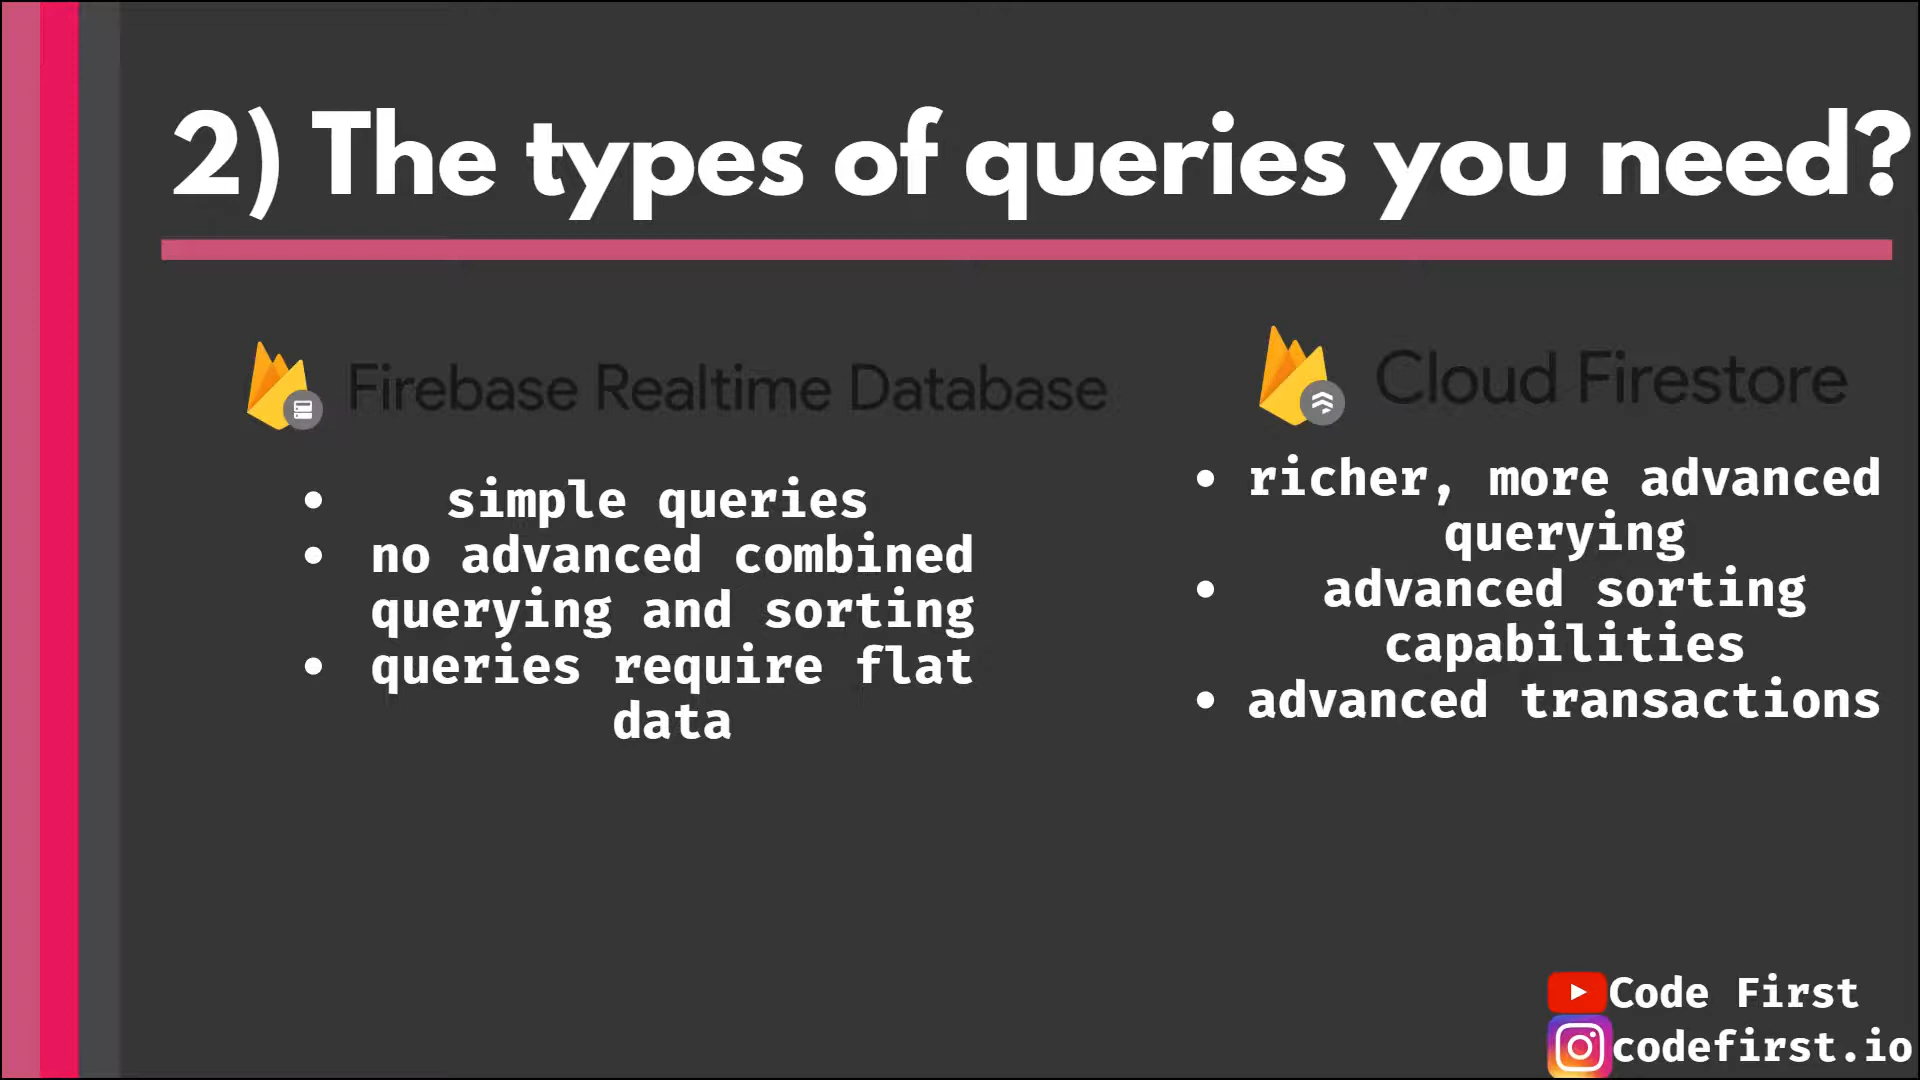 2) The types of queries you need?
Firebase Realtime Database
• simple queries
• no advanced combined
querying and sorting
• queries require flat
data
Cloud Firestore
• richer, more advanced
querying
• advanced sorting
capabilities
• advanced transactions
Code First
codefirst.io